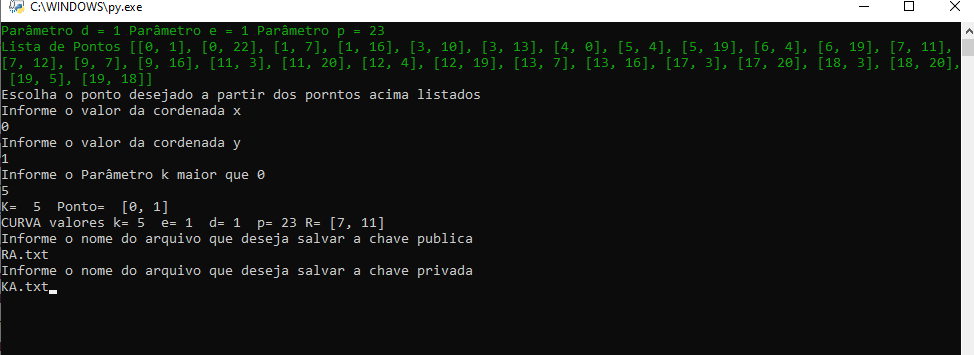 C:\WINDOWS\py.exe
Parâmetro d = 1 Parâmetro e = 1 Parâmetro p = 23
Lista de Pontos [[0, 1], [0, 22], [1, 7], [1, 16], [3, 10], [3, 13], [4, 0], [5, 4], [5, 19], [6, 4], [6, 19], [7, 11],
[7, 12], [9, 7], [9, 16], [11, 3], [11, 20], [12, 4], [12, 19], [13, 7], [13, 16], [17, 3], [17, 20], [18, 3], [18, 20],
[19, 5], [19, 18]]
Escolha o ponto desejado a partir dos porntos acima listados
Informe o valor da cordenada x
0
Informe o valor da cordenada y
1
Informe o Parâmetro k maior que 0
5
K=  5  Ponto=  [0, 1]
CURVA valores k= 5  e= 1  d= 1  p= 23 R= [7, 11]
Informe o nome do arquivo que deseja salvar a chave publica
RA.txt
Informe o nome do arquivo que deseja salvar a chave privada
KA.txt